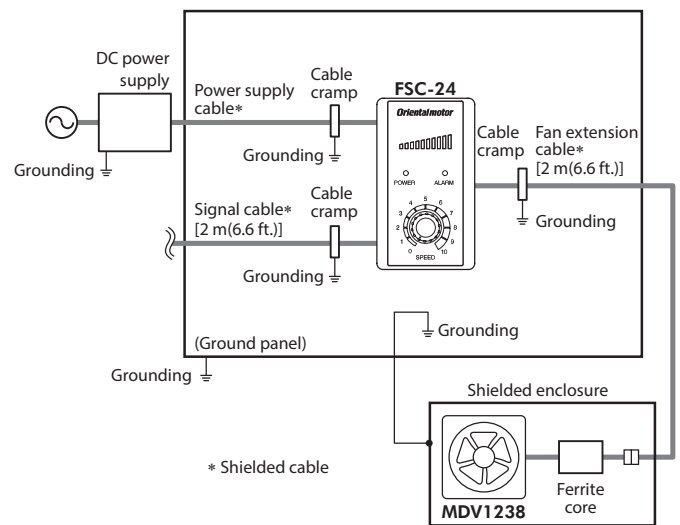 DC power
supply
Power supply
cable*
Cable
cramp
FSC-24
Orientalmotor
Cable
cramp
Fan extension
cable*
[2 m(6.6 ft.)]
Grounding
Grounding
POWER
ALARM
Grounding
Signal cable*
[2 m(6.6 ft.)]
Cable
cramp
Grounding
0
1
2
3
4
5
6
7
8
9
10
SPEED
Grounding
(Ground panel)
Grounding
Shielded enclosure
* Shielded cable
MDV1238
Ferrite
core